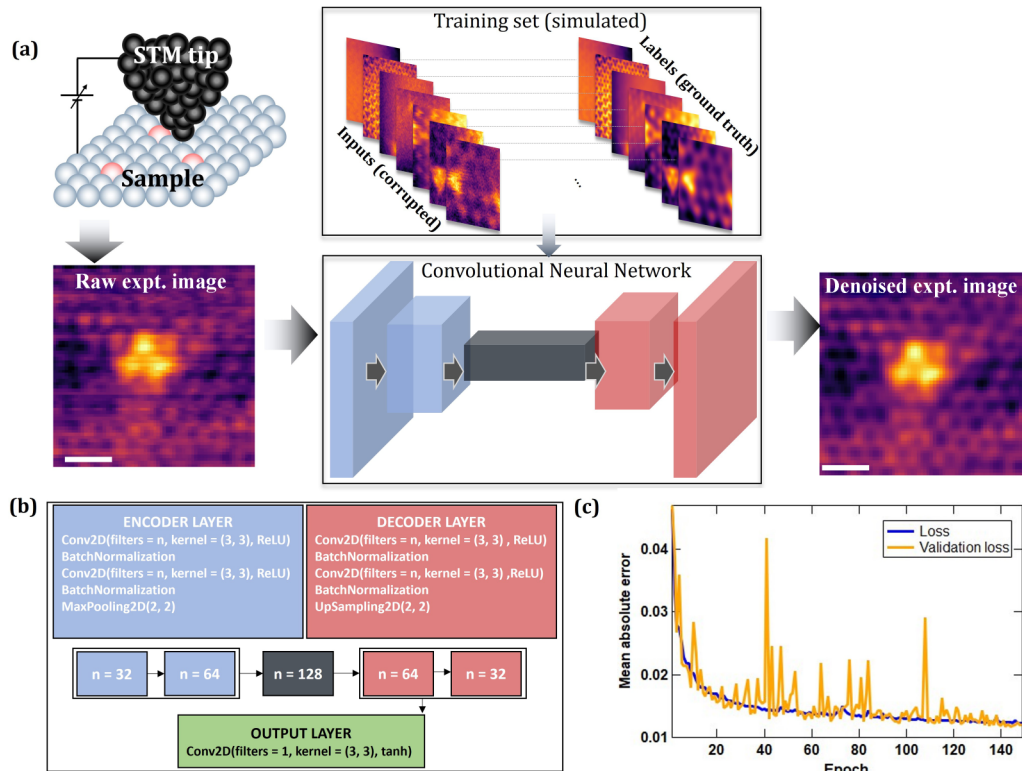 (a)
STM tip
Sample
Training set (simulated)
Inputs (corrupted)
Labels (ground truth)
...
Raw expt. image
Convolutional Neural Network
Denoised expt. image
(b)
ENCODER LAYER
Conv2D(filters = n, kernel = (3, 3), ReLU)
BatchNormalization
Conv2D(filters = n, kernel = (3, 3), ReLU)
BatchNormalization
MaxPooling2D(2, 2)
DECODER LAYER
Conv2D(filters = n, kernel = (3, 3) , ReLU)
BatchNormalization
Conv2D(filters = n, kernel = (3, 3) ,ReLU)
BatchNormalization
UpSampling2D(2, 2)
n = 32
n = 64
n = 128
n = 64
n = 32
OUTPUT LAYER
Conv2D(filters = 1, kernel = (3, 3), tanh)
(c)
Loss
Validation loss
Mean absolute error
0.04
0.03
0.02
0.01
20 40 60 80 100 120 140
Epoch